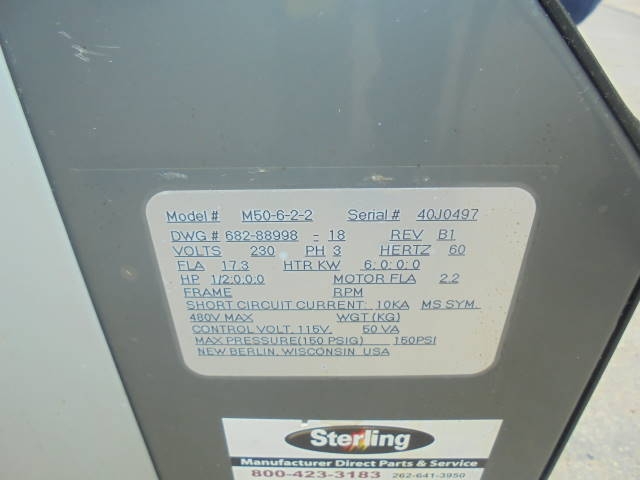 Model # M50-6-2-2 Serial # 40J0497
DWG # 682-88998 - 18 REV B1
VOLTS 230 PH 3 HERTZ 60
FLA 17.3 HTR KW 6:0:0:0
HP 1/2:0:0:0 MOTOR FLA 2.2
FRAME RPM
SHORT CIRCUIT CURRENT: 10KA MS SYM
480V MAX WGT (KG)
CONTROL VOLT. 115V. 50 VA
MAX PRESSURE(150 PSIG) 150PSI
NEW BERLIN, WISCONSIN USA
Sterling
Manufacturer Direct Parts & Service
800-423-3183 262-641-3950